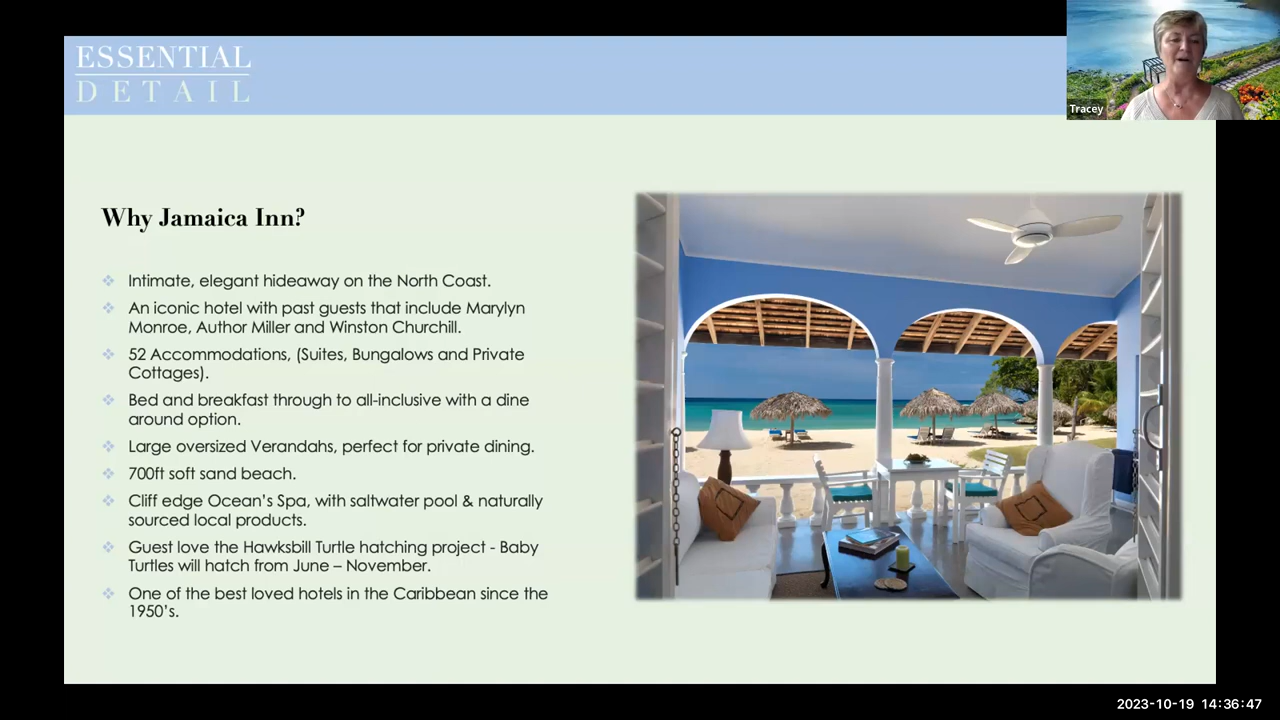 ESSENTIAL
DETAIL
Tracey
Why Jamaica Inn?
Intimate, elegant hideaway on the North Coast.
An iconic hotel with past guests that include Marylyn
Monroe, Author Miller and Winston Churchill.
52 Accommodations, (Suites, Bungalows and Private
Cottages).
Bed and breakfast through to all-inclusive with a dine
around option.
Large oversized Verandahs, perfect for private dining.
700ft soft sand beach.
Cliff edge Ocean's Spa, with saltwater pool & naturally
sourced local products.
Guest love the Hawksbill Turtle hatching project - Baby
Turtles will hatch from June – November.
One of the best loved hotels in the Caribbean since the
1950's.
2023-10-19 14:36:47